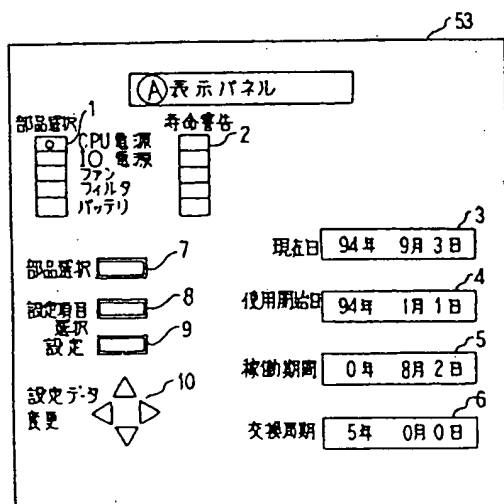 53
Ⓐ表示パネル
部品選択
1
寿命警告
2
CPU電源
IO電源
ファン
フィルタ
バッテリ
部品選択
7
設定項目
選択
8
設定
9
設定データ
変更
10
3
現在日 94年 9月3日
4
使用開始日 94年 1月1日
5
稼働期間 0年 8月2日
6
交換周期 5年 0月0日